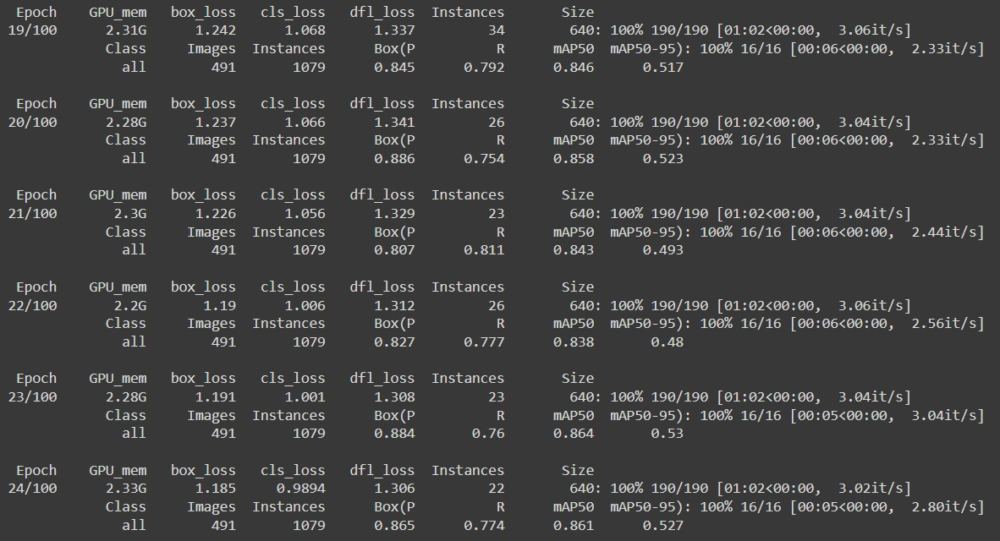 Epoch GPU_mem box_loss cls_loss dfl_loss Instances Size
19/100 2.31G 1.242 1.068 1.337 34 640: 100% 190/190 [01:02<00:00, 3.06it/s]
Class Images Instances Box(P R mAP50 mAP50-95): 100% 16/16 [00:06<00:00, 2.33it/s]
all 491 1079 0.845 0.792 0.846 0.517
Epoch GPU_mem box_loss cls_loss dfl_loss Instances Size
20/100 2.28G 1.237 1.066 1.341 26 640: 100% 190/190 [01:02<00:00, 3.04it/s]
Class Images Instances Box(P R mAP50 mAP50-95): 100% 16/16 [00:06<00:00, 2.33it/s]
all 491 1079 0.886 0.754 0.858 0.523
Epoch GPU_mem box_loss cls_loss dfl_loss Instances Size
21/100 2.3G 1.226 1.056 1.329 23 640: 100% 190/190 [01:02<00:00, 3.04it/s]
Class Images Instances Box(P R mAP50 mAP50-95): 100% 16/16 [00:06<00:00, 2.44it/s]
all 491 1079 0.807 0.811 0.843 0.493
Epoch GPU_mem box_loss cls_loss dfl_loss Instances Size
22/100 2.2G 1.19 1.006 1.312 26 640: 100% 190/190 [01:02<00:00, 3.06it/s]
Class Images Instances Box(P R mAP50 mAP50-95): 100% 16/16 [00:06<00:00, 2.56it/s]
all 491 1079 0.827 0.777 0.838 0.48
Epoch GPU_mem box_loss cls_loss dfl_loss Instances Size
23/100 2.28G 1.191 1.001 1.308 23 640: 100% 190/190 [01:02<00:00, 3.04it/s]
Class Images Instances Box(P R mAP50 mAP50-95): 100% 16/16 [00:05<00:00, 3.04it/s]
all 491 1079 0.884 0.76 0.864 0.53
Epoch GPU_mem box_loss cls_loss dfl_loss Instances Size
24/100 2.33G 1.185 0.9894 1.306 22 640: 100% 190/190 [01:02<00:00, 3.02it/s]
Class Images Instances Box(P R mAP50 mAP50-95): 100% 16/16 [00:05<00:00, 2.80it/s]
all 491 1079 0.865 0.774 0.861 0.527